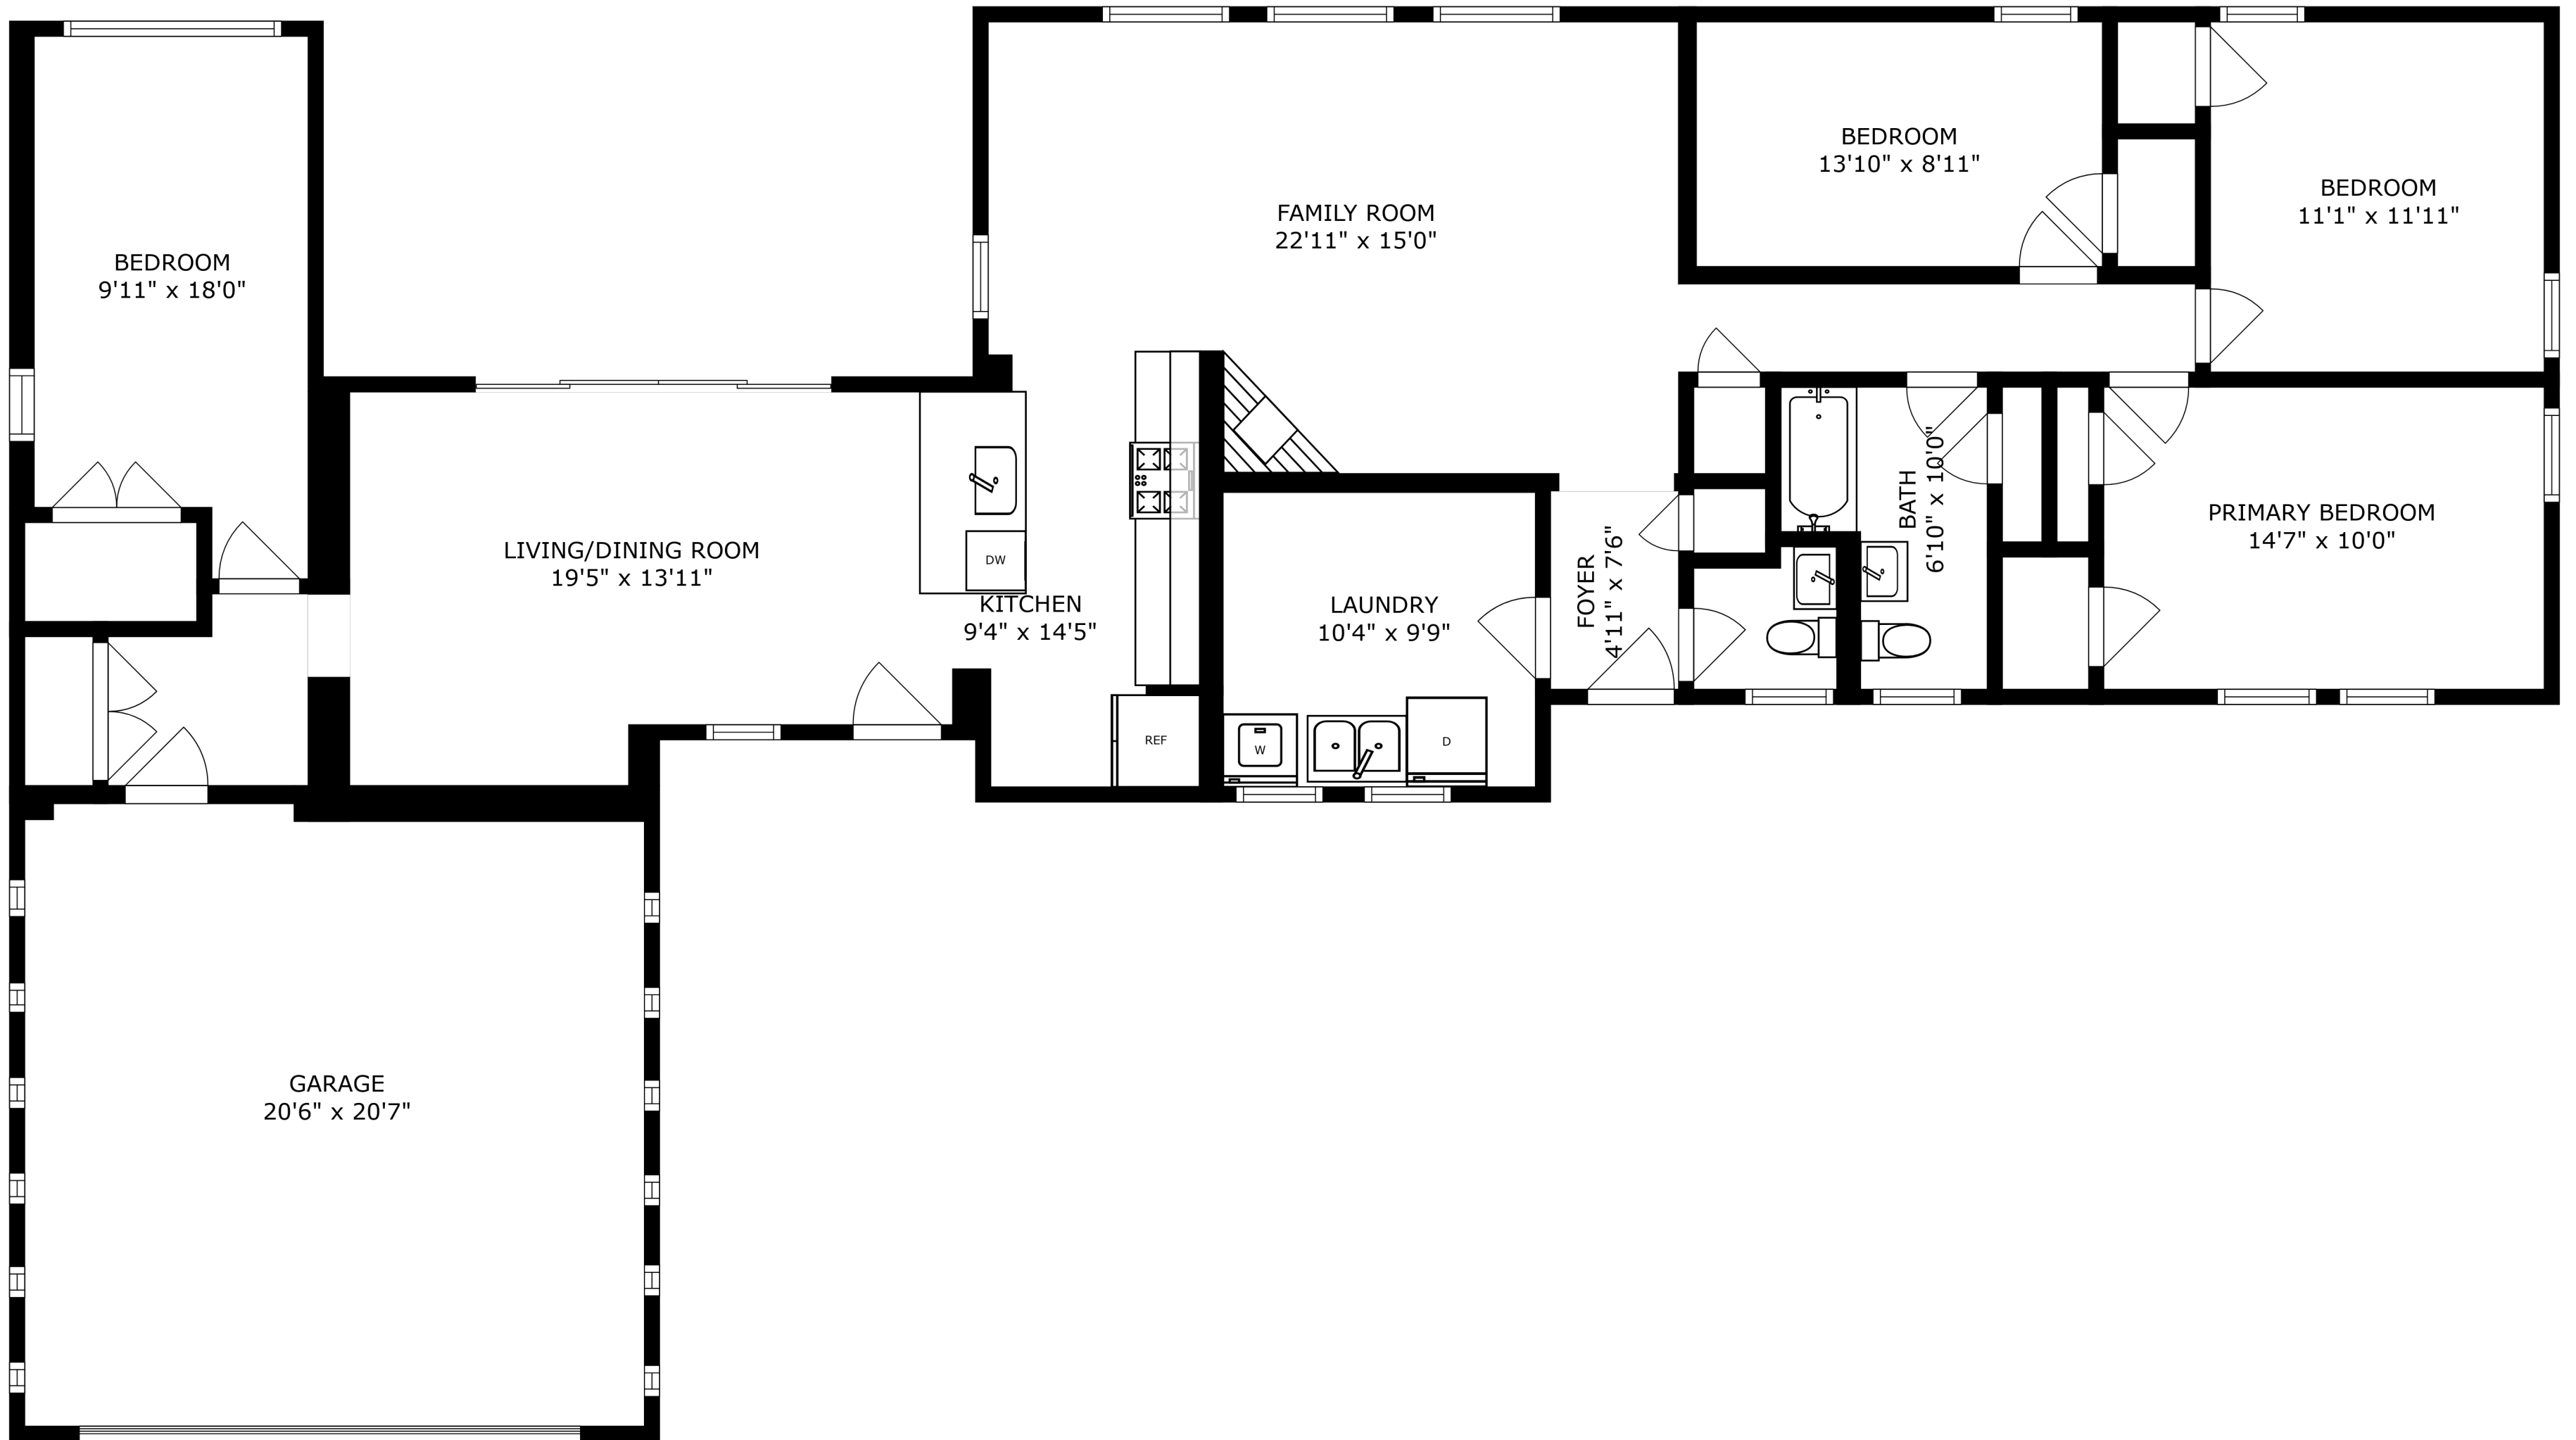 BEDROOM
13'10" x 8'11"
BEDROOM
11'1" x 11'11"
FAMILY ROOM
22'11" x 15'0"
BEDROOM
9'11" x 18'0"
PRIMARY BEDROOM
14'7" x 10'0"
BATH
6'10" x 10'0"
LIVING/DINING ROOM
19'5" x 13'11"
DW
KITCHEN
9'4" x 14'5"
LAUNDRY
10'4" x 9'9"
FOYER
4'11" x 7'6"
REF
W
D
GARAGE
20'6" x 20'7"